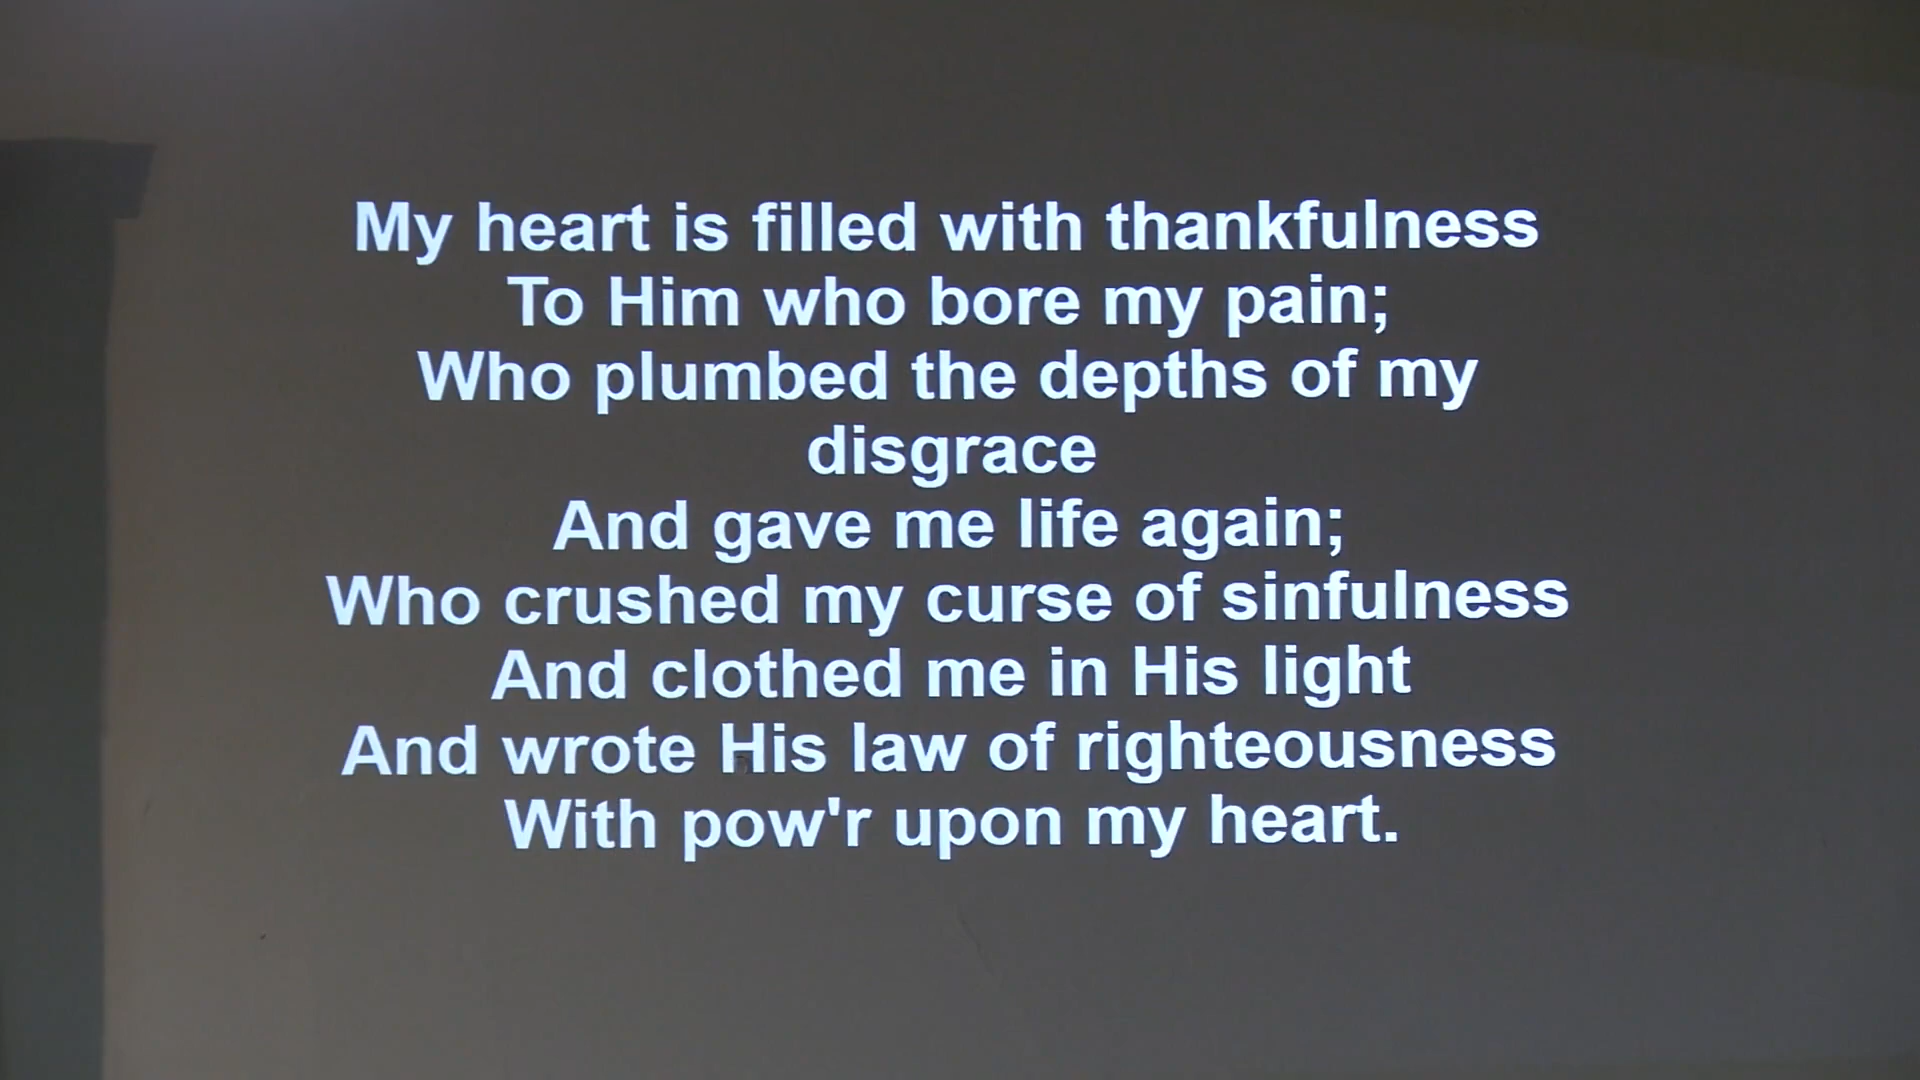 My heart is filled with thankfulness
To Him who bore my pain;
Who plumbed the depths of my
disgrace
And gave me life again;
Who crushed my curse of sinfulness
And clothed me in His light
And wrote His law of righteousness
With pow'r upon my heart.